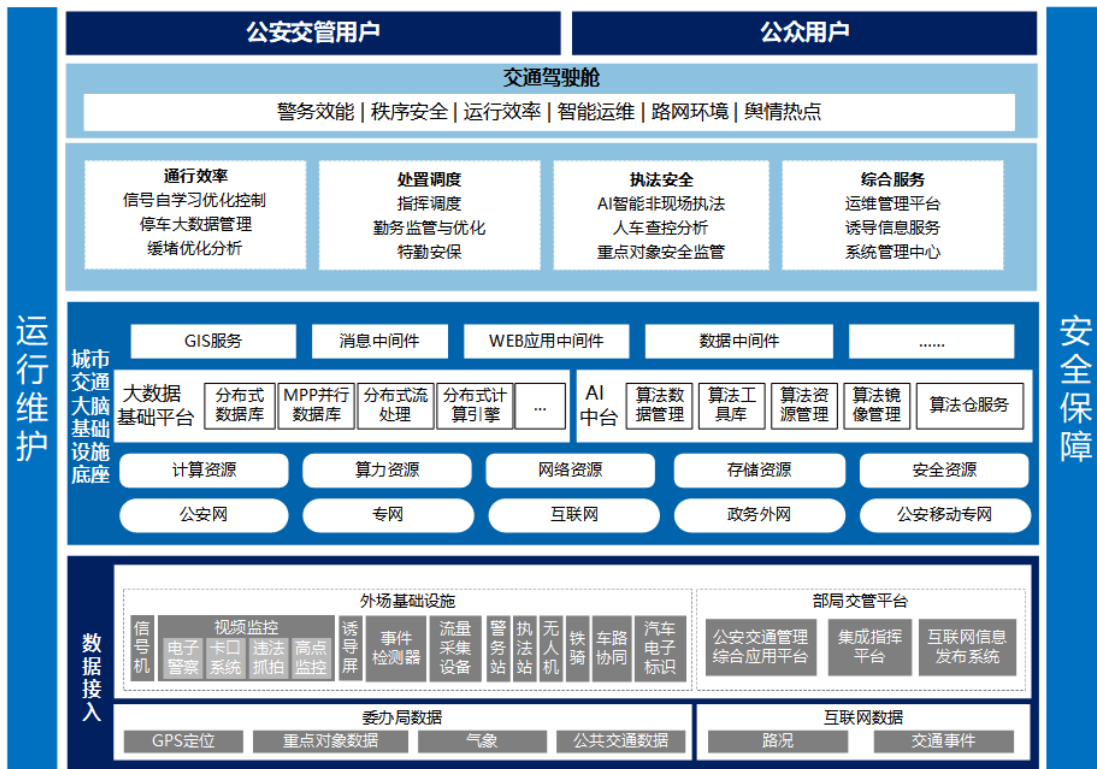 公安交管用户
公众用户
交通驾驶舱
警务效能 | 秩序安全 | 运行效率 | 智能运维 | 路网环境 | 舆情热点
通行效率
信号自学习优化控制
停车大数据管理
缓堵优化分析
处置调度
指挥调度
勤务监管与优化
特勤安保
执法安全
AI智能非现场执法
人车查控分析
重点对象安全监管
综合服务
运维管理平台
诱导信息服务
系统管理中心
运行维护
安全保障
城市
交通
大脑
基础
设施
底座
GIS服务
消息中间件
WEB应用中间件
数据中间件
......
大数据
基础平台
分布式
数据库
MPP并行
数据库
分布式流
处理
分布式计
算引擎
...
AI
中台
算法数
据管理
算法工
具库
算法资
源管理
算法镜
像管理
算法仓服务
计算资源
算力资源
网络资源
存储资源
安全资源
公安网
专网
互联网
政务外网
公安移动专网
数据接入
外场基础设施
信号机
视频监控
电子
警察
卡口
系统
违法
抓拍
高点
监控
诱导屏
事件
检测器
流量
采集
设备
警务站
执法站
无人机
铁骑
车路
协同
汽车
电子
标识
部局交管平台
公安交通管理
综合应用平台
集成指挥
平台
互联网信息
发布系统
委办局数据
GPS定位
重点对象数据
气象
公共交通数据
互联网数据
路况
交通事件